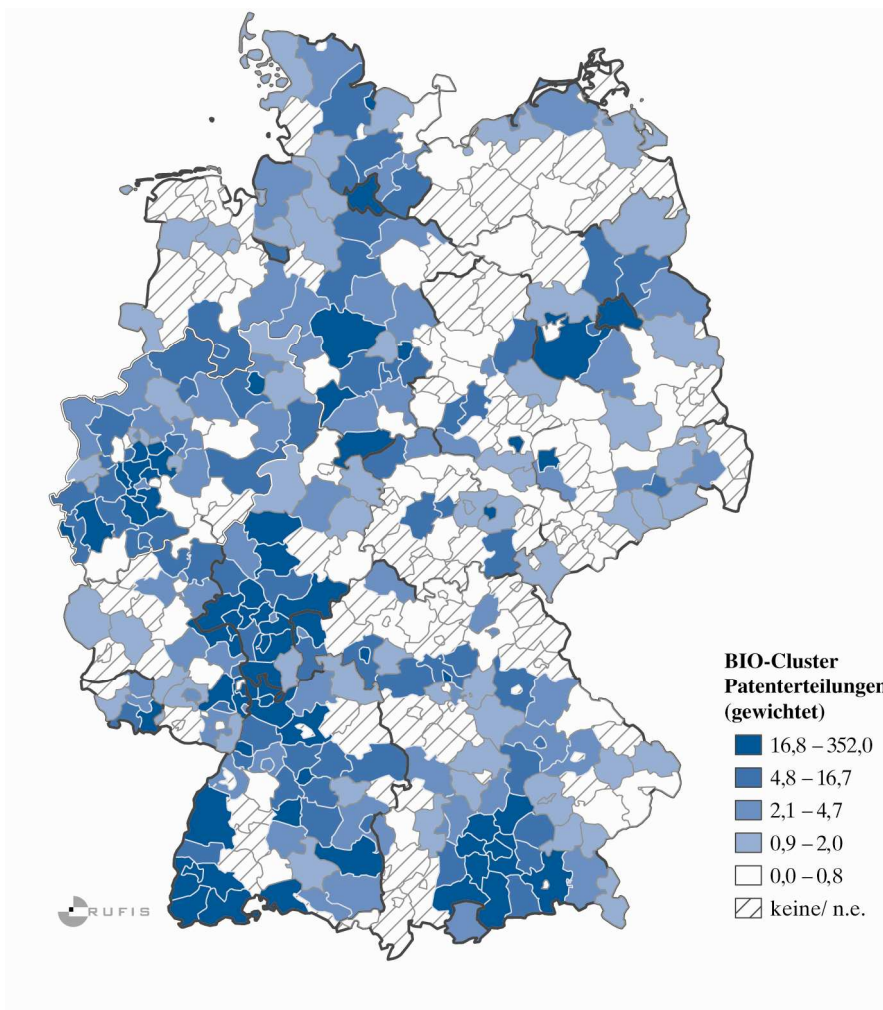 BIO-Cluster
Patenterteilungen
(gewichtet)
16,8 – 352,0
4,8 – 16,7
2,1 – 4,7
0,9 – 2,0
0,0 – 0,8
keine/ n.e.
RUFIS